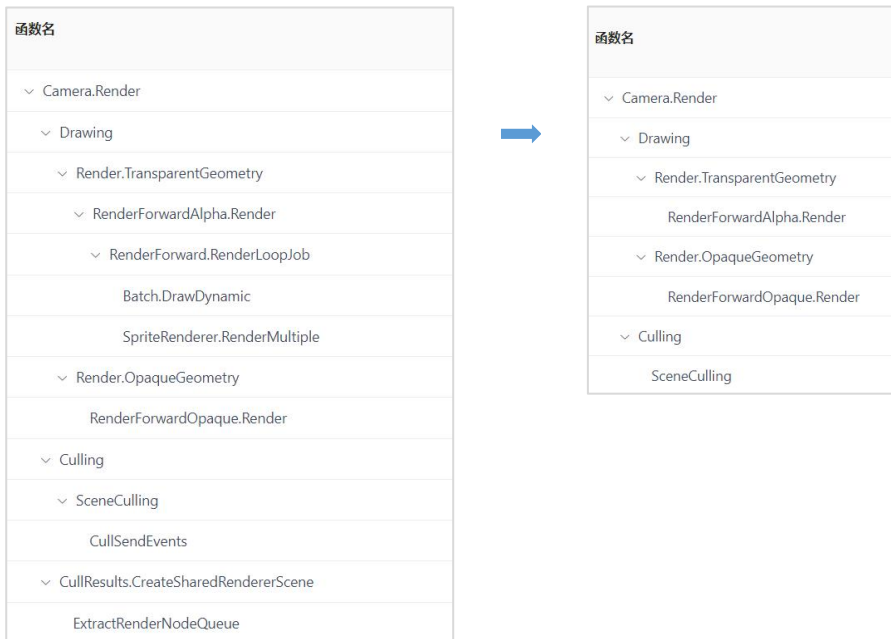 函数名
Camera.Render
Drawing
Render.TransparentGeometry
RenderForwardAlpha.Render
RenderForward.RenderLoopJob
Batch.DrawDynamic
SpriteRenderer.RenderMultiple
Render.OpaqueGeometry
RenderForwardOpaque.Render
Culling
SceneCulling
CullSendEvents
CullResults.CreateSharedRendererScene
ExtractRenderNodeQueue
函数名
Camera.Render
Drawing
Render.TransparentGeometry
RenderForwardAlpha.Render
Render.OpaqueGeometry
RenderForwardOpaque.Render
Culling
SceneCulling